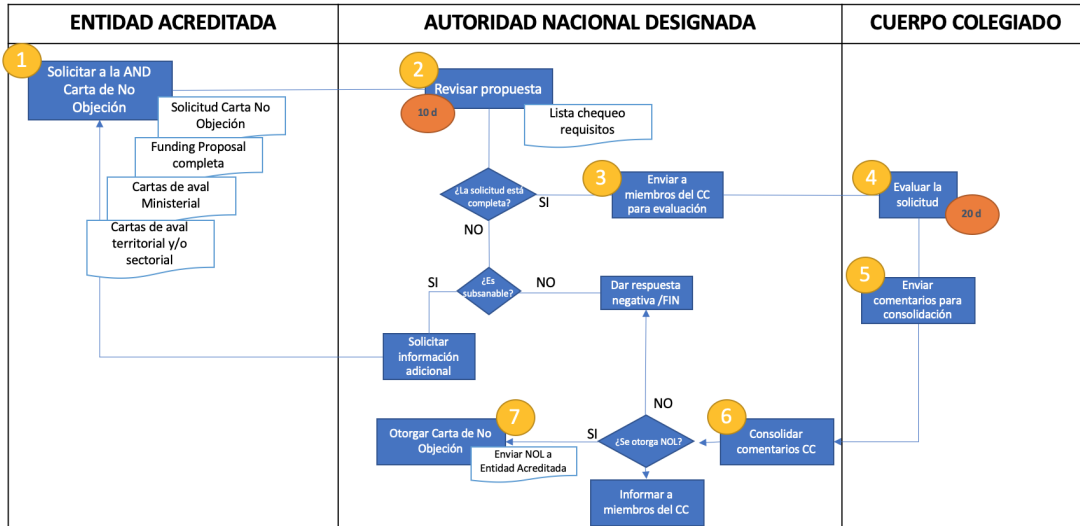 ENTIDAD ACREDITADA
AUTORIDAD NACIONAL DESIGNADA
CUERPO COLEGIADO
1
Solicitar a la AND
Carta de No
Objeción
Solicitud Carta No
Objeción
Funding Proposal
completa
Cartas de aval
Ministerial
Cartas de aval
territorial y/o
sectorial
2
Revisar propuesta
10 d
Lista chequeo
requisitos
¿La solicitud está
completa?
SI
NO
3
Enviar a
miembros del CC
para evaluación
4
Evaluar la
solicitud
20 d
5
Enviar
comentarios para
consolidación
¿Es
subsanable?
SI
NO
Dar respuesta
negativa /FIN
Solicitar
información
adicional
6
Consolidar
comentarios CC
¿Se otorga NOL?
NO
SI
7
Otorgar Carta de No
Objeción
Enviar NOL a
Entidad Acreditada
Informar a
miembros del CC